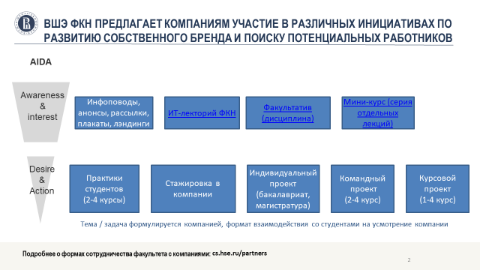 ВШЭ ФКН ПРЕДЛАГАЕТ КОМПАНИЯМ УЧАСТИЕ В РАЗЛИЧНЫХ ИНИЦИАТИВАХ ПО
РАЗВИТИЮ СОБСТВЕННОГО БРЕНДА И ПОИСКУ ПОТЕНЦИАЛЬНЫХ РАБОТНИКОВ
AIDA
Awareness
&
interest
Инфоповоды,
анонсы, рассылки,
плакаты, лэндинги
ИТ-лекторий ФКН
Факультатив
(дисциплина)
Мини-курс (серия
отдельных
лекций)
Desire
&
Action
Практики
студентов
(2-4 курсы)
Стажировка в
компании
Индивидуальный
проект
(бакалавриат,
магистратура)
Командный
проект
(2-4 курс)
Курсовой
проект
(1-4 курс)
Тема / задача формулируется компанией, формат взаимодействия со студентами на усмотрение компании
Подробнее о формах сотрудничества факультета с компаниями: cs.hse.ru/partners
2